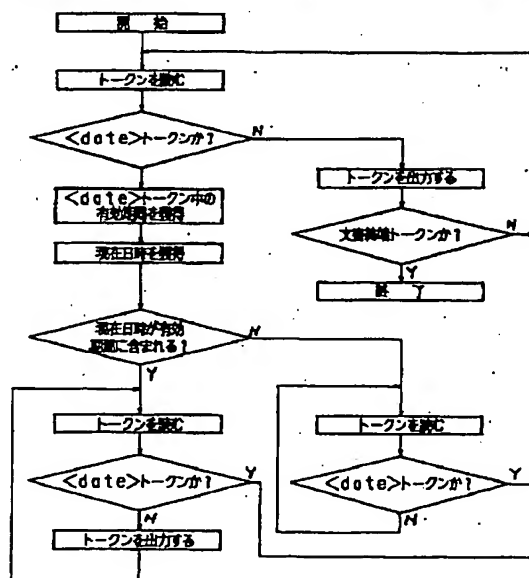 開 始
トークンを読む
<date>トークンか?
N
<date>トークン中の
有効範囲を獲得
トークンを出力する
現在日時を獲得
文書終端トークンか?
N
Y
終 了
現在日時が有効
範囲に含まれる?
N
Y
トークンを読む
トークンを読む
<date>トークンか?
Y
<date>トークンか?
Y
N
N
トークンを出力する